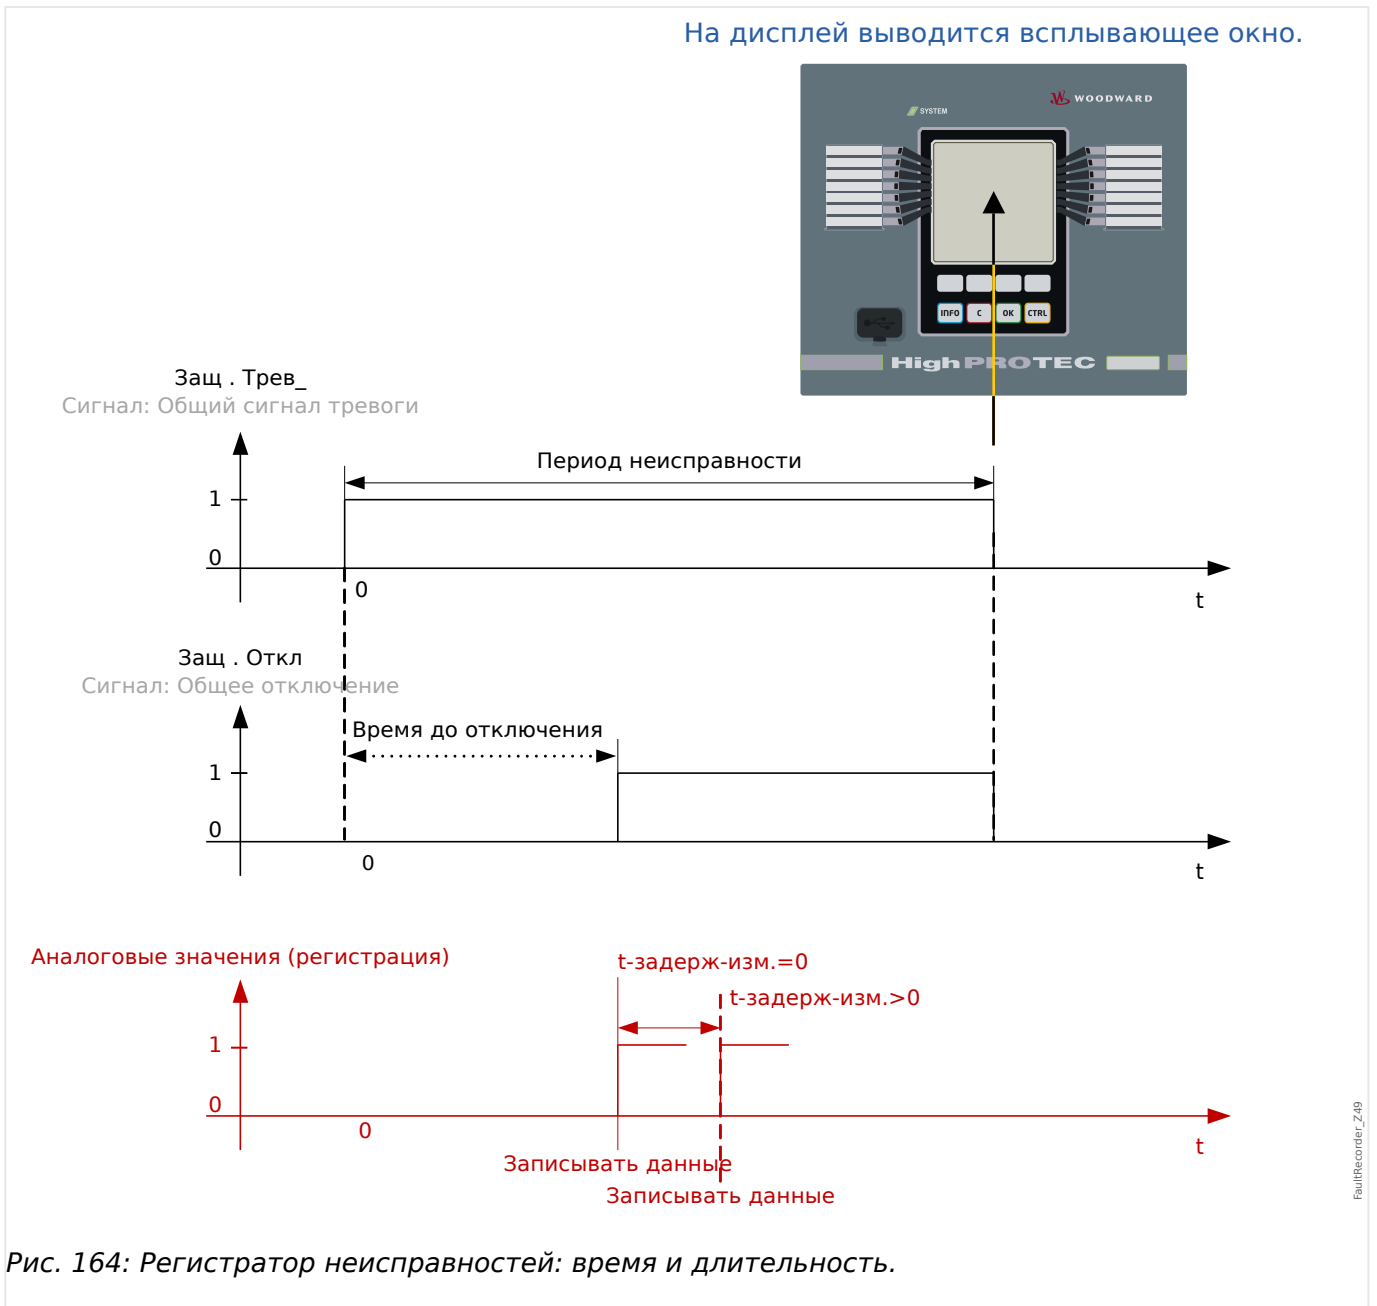 На дисплей выводится всплывающее окно.
WOODWARD
SYSTEM
INFO
C
OK
CTRL
HighPROTEC
Защ . Трев_
Сигнал: Общий сигнал тревоги
Период неисправности
1
0
0
t
Защ . Откл
Сигнал: Общее отключение
Время до отключения
1
0
0
t
Аналоговые значения (регистрация)
t-задерж-изм.=0
t-задерж-изм.>0
1
0
0
t
Записывать данные
Записывать данные
FaultRecorder_Z49
Рис. 164: Регистратор неисправностей: время и длительность.